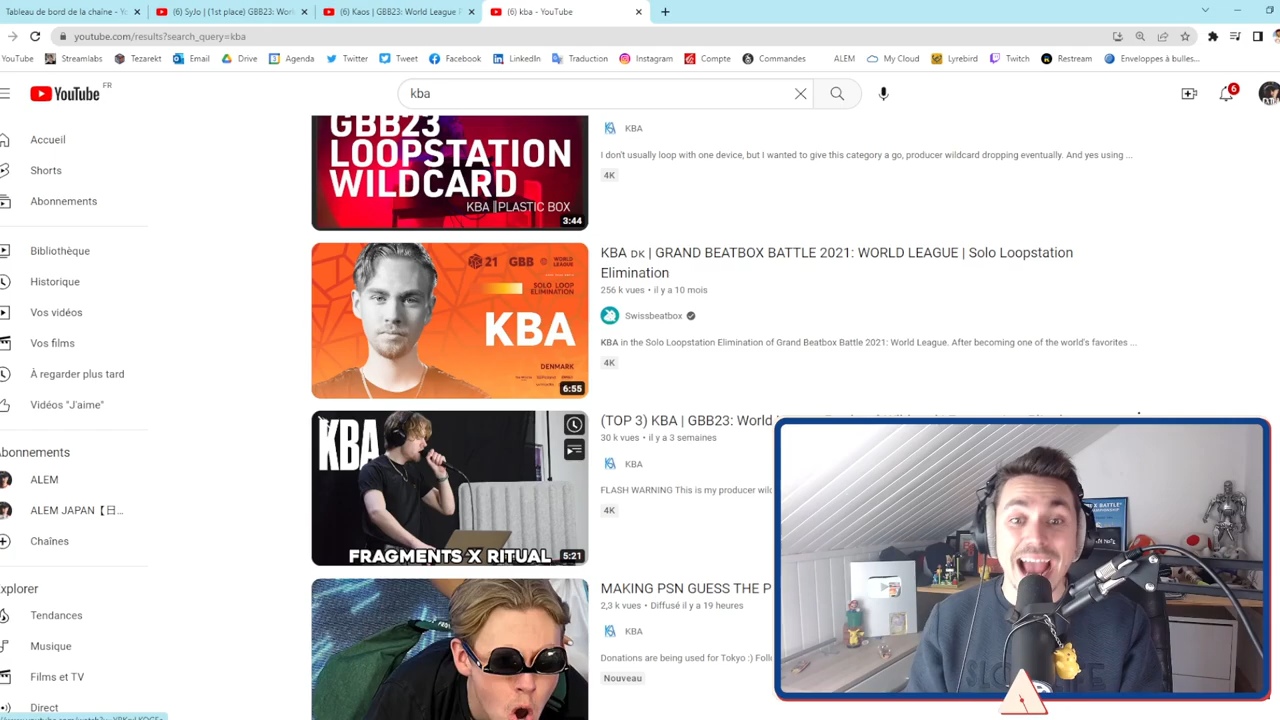 Tableau de bord de la chaîne - Yo
(6) SyJo | (1st place) GBB23: Worl
(6) Kaos | GBB23: World League P
(6) kba - YouTube
youtube.com/results?search_query=kba
YouTube
Streamlabs
Tezarekt
Email
Drive
Agenda
Twitter
Tweet
Facebook
LinkedIn
Traduction
Instagram
Compte
Commandes
ALEM
My Cloud
Lyrebird
Twitch
Restream
Enveloppes à bulles...
YouTube FR
kba
6
Accueil
Shorts
Abonnements
Bibliothèque
Historique
Vos vidéos
Vos films
À regarder plus tard
Vidéos "J'aime"
Abonnements
ALEM
ALEM JAPAN【日...
Chaînes
Explorer
Tendances
Musique
Films et TV
Direct
GBB23
LOOPSTATION
WILDCARD
KBA | PLASTIC BOX
3:44
KBA
I don't usually loop with one device, but I wanted to give this category a go, producer wildcard dropping eventually. And yes using ...
4K
21 GBB WORLD LEAGUE
SOLO LOOP
ELIMINATION
KBA
DENMARK
6:55
KBA DK | GRAND BEATBOX BATTLE 2021: WORLD LEAGUE | Solo Loopstation
Elimination
256 k vues • il y a 10 mois
Swissbeatbox
KBA in the Solo Loopstation Elimination of Grand Beatbox Battle 2021: World League. After becoming one of the world's favorites ...
4K
KBA
FRAGMENTS X RITUAL
5:21
(TOP 3) KBA | GBB23: World
30 k vues • il y a 3 semaines
KBA
FLASH WARNING This is my producer wild
4K
MAKING PSN GUESS THE P
2,3 k vues • Diffusé il y a 19 heures
KBA
Donations are being used for Tokyo :) Foll
Nouveau